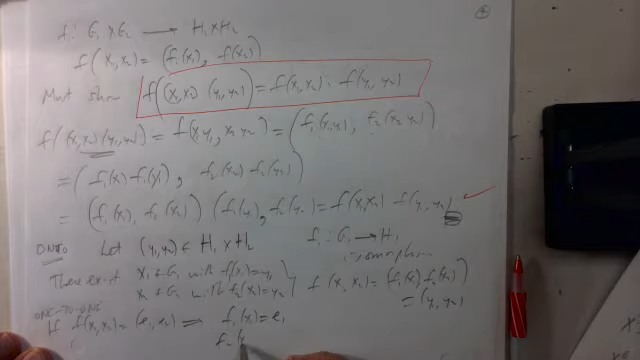 f: G₁ × G₂ → H₁ × H₂
f(x₁, x₂) = (f₁(x₁), f(x₂))
Must show f((x₁,x₂) (y₁,y₂)) = f(x₁,x₂) · f(y₁,y₂)
f((x₁,x₂)(y₁,y₂)) = f(x₁y₁, x₂y₂) = (f₁(x₁y₁), f₂(x₂y₂))
= (f₁(x₁) f₁(y₁), f₂(x₂) f₂(y₂))
= (f₁(x₁), f₂(x₂)) (f₁(y₁), f₂(y₂)) = f(x₁,x₂) f(y₁,y₂)
ONTO Let (y₁,y₂) ∈ H₁ × H₂ f₁: G₁ → H₁
isomorphism
There exist x₁ ∈ G₁ with f₁(x₁) = y₁
x₂ ∈ G₂ with f₂(x₂) = y₂ f(x₁,x₂) = (f₁(x₁) f₂(x₂))
= (y₁, y₂)
ONE-TO-ONE
If f(x₁,x₂) = (e₁,e₂) ⟹ f₁(x₁) = e₁
f₂(x